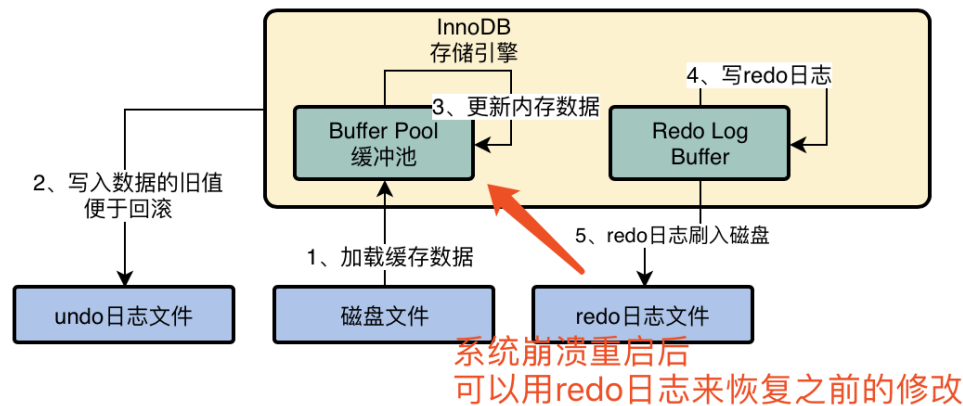 InnoDB
存储引擎
4、写redo日志
3、更新内存数据
Buffer Pool
缓冲池
Redo Log
Buffer
2、写入数据的旧值
便于回滚
5、redo日志刷入磁盘
1、加载缓存数据
undo日志文件
磁盘文件
redo日志文件
系统崩溃重启后
可以用redo日志来恢复之前的修改